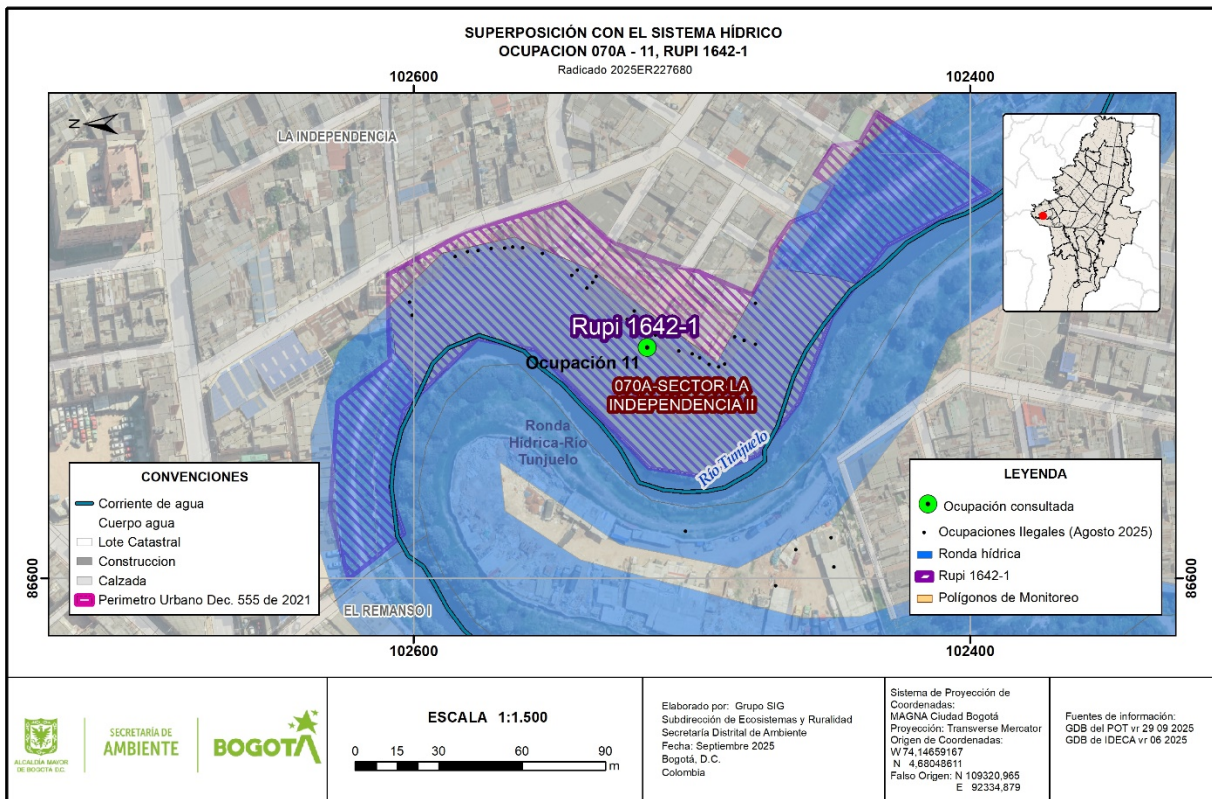 SUPERPOSICIÓN CON EL SISTEMA HÍDRICO
OCUPACION 070A - 11, RUPI 1642-1
Radicado 2025ER227680
102600
102400
N
LA INDEPENDENCIA
Rupi 1642-1
Ocupación 11
070A-SECTOR LA
INDEPENDENCIA II
Ronda
Hídrica-Río
Tunjuelo
Río Tunjuelo
EL REMANSO I
86600
86600
CONVENCIONES
Corriente de agua
Cuerpo agua
Lote Catastral
Construccion
Calzada
Perimetro Urbano Dec. 555 de 2021
LEYENDA
Ocupación consultada
Ocupaciones Ilegales (Agosto 2025)
Ronda hídrica
Rupi 1642-1
Polígonos de Monitoreo
102600
102400
ALCALDÍA MAYOR
DE BOGOTÁ D.C.
SECRETARÍA DE
AMBIENTE
BOGOTÁ
ESCALA 1:1.500
0 15 30 60 90
m
Elaborado por: Grupo SIG
Subdirección de Ecosistemas y Ruralidad
Secretaría Distrital de Ambiente
Fecha: Septiembre 2025
Bogotá, D.C.
Colombia
Sistema de Proyección de
Coordenadas:
MAGNA Ciudad Bogotá
Proyección: Transverse Mercator
Origen de Coordenadas:
W 74,14659167
N 4,68048611
Falso Origen: N 109320,965
E 92334,879
Fuentes de información:
GDB del POT vr 29 09 2025
GDB de IDECA vr 06 2025